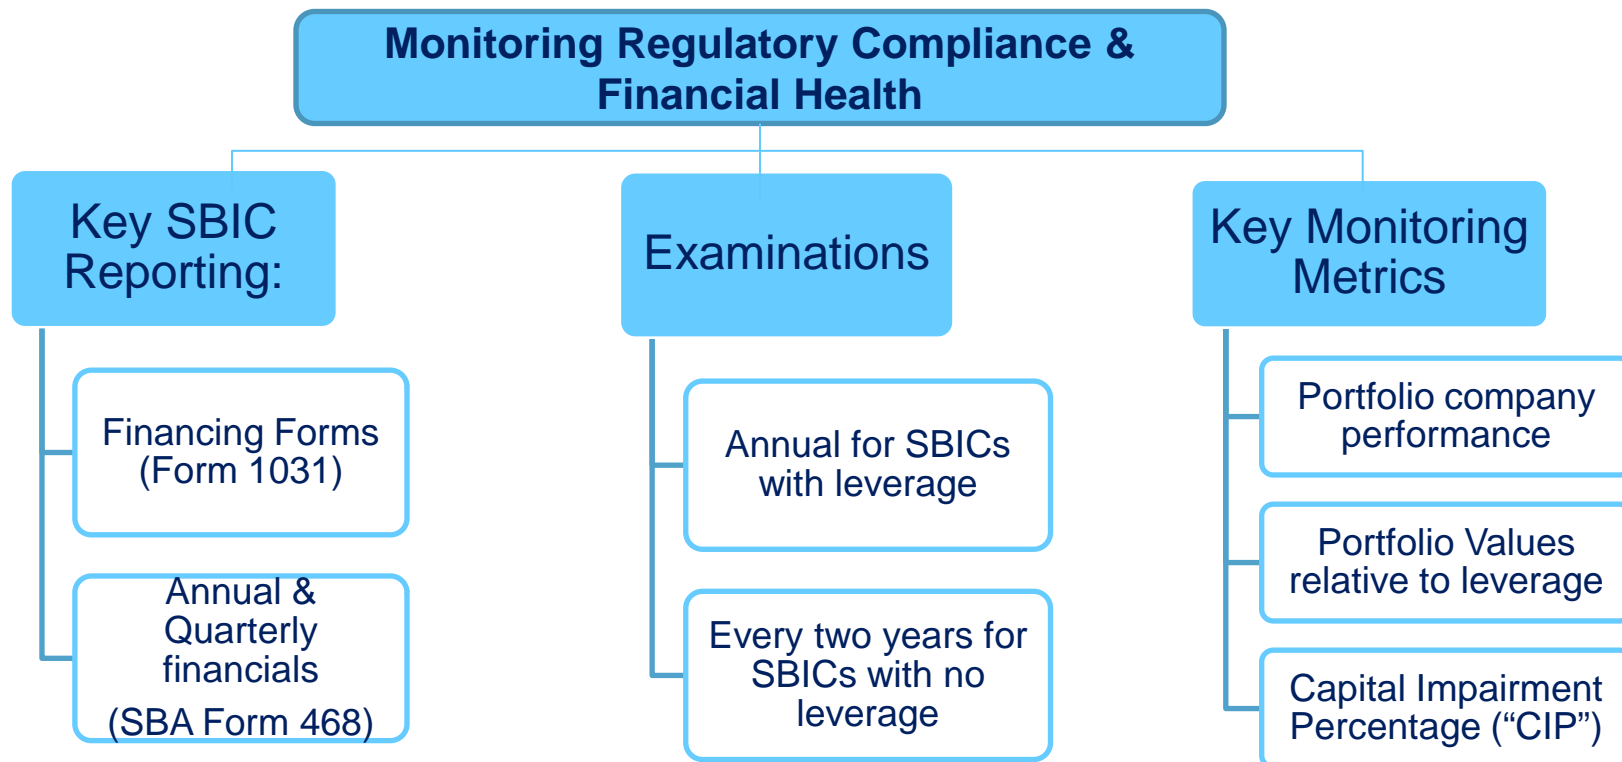 Monitoring Regulatory Compliance &
Financial Health
Key SBIC
Reporting:
Financing Forms
(Form 1031)
Annual &
Quarterly
financials
(SBA Form 468)
Examinations
Annual for SBICs
with leverage
Every two years for
SBICs with no
leverage
Key Monitoring
Metrics
Portfolio company
performance
Portfolio Values
relative to leverage
Capital Impairment
Percentage (“CIP”)